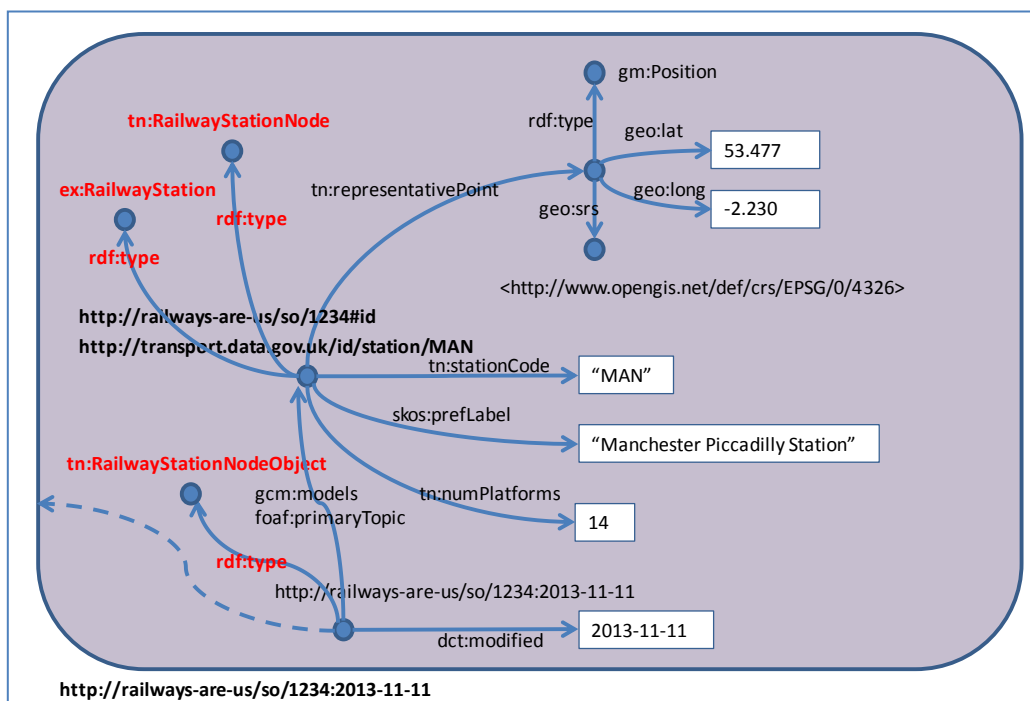 gm:Position
tn:RailwayStationNode
rdf:type
geo:lat
53.477
ex:RailwayStation
tn:representativePoint
geo:long
-2.230
rdf:type
geo:srs
rdf:type
<http://www.opengis.net/def/crs/EPSG/0/4326>
http://railways-are-us/so/1234#id
http://transport.data.gov.uk/id/station/MAN
tn:stationCode
“MAN”
skos:prefLabel
“Manchester Piccadilly Station”
tn:RailwayStationNodeObject
gcm:models
foaf:primaryTopic
tn:numPlatforms
14
rdf:type
http://railways-are-us/so/1234:2013-11-11
2013-11-11
dct:modified
http://railways-are-us/so/1234:2013-11-11